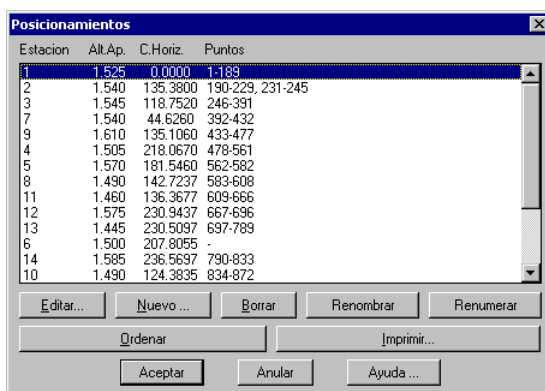 Posicionamientos
Estacion Alt.Ap. C.Horiz. Puntos
1 1.525 0.0000 1-189
2 1.540 135.3800 190-229, 231-245
3 1.545 118.7520 246-391
7 1.540 44.6260 392-432
9 1.610 135.1060 433-477
4 1.505 218.0670 478-561
5 1.570 181.5460 562-582
8 1.490 142.7237 583-608
11 1.460 136.3677 609-666
12 1.575 230.9437 667-696
13 1.445 230.5097 697-789
6 1.500 207.8055 -
14 1.585 236.5697 790-833
10 1.490 124.3835 834-872
Editar... Nuevo ... Borrar Renombrar Renumerar
Ordenar Imprimir...
Aceptar Anular Ayuda ...